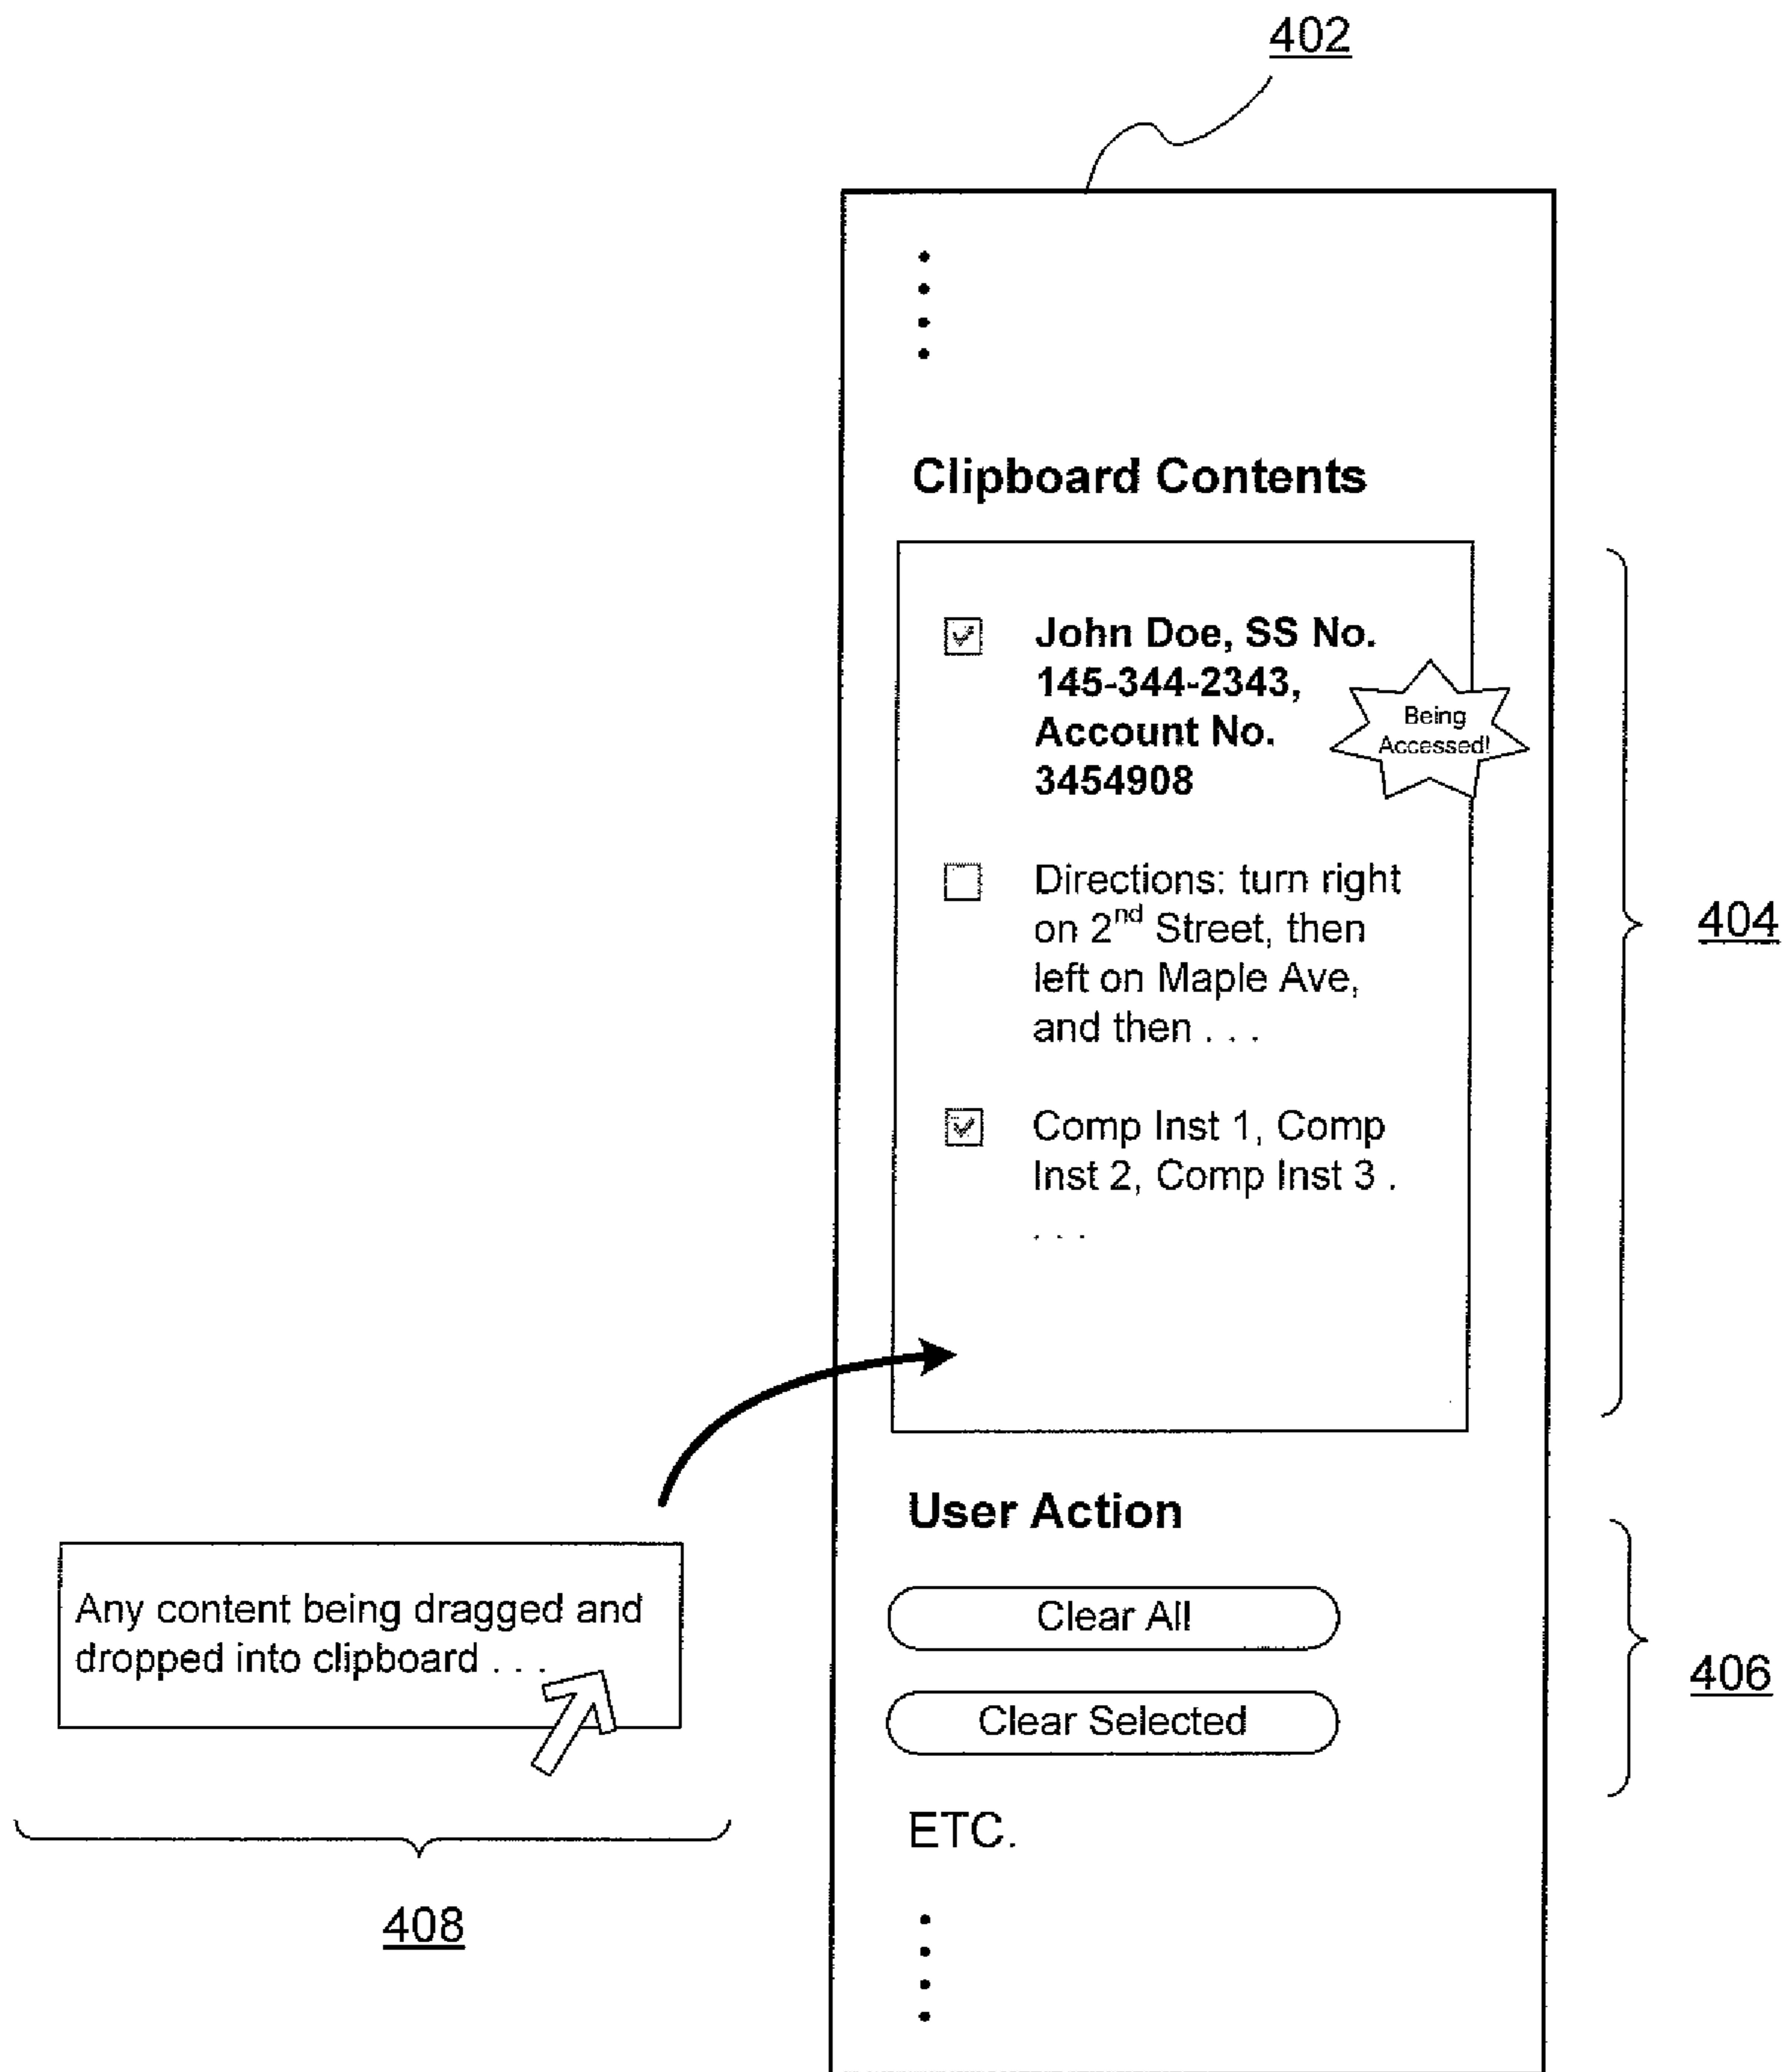 402
Clipboard Contents
John Doe, SS No.
145-344-2343,
Account No.
3454908
Being
Accessed!
Directions: turn right
on 2nd Street, then
left on Maple Ave,
and then . . .
404
Comp Inst 1, Comp
Inst 2, Comp Inst 3 .
. . .
User Action
Any content being dragged and
dropped into clipboard . . .
Clear All
Clear Selected
406
ETC.
408